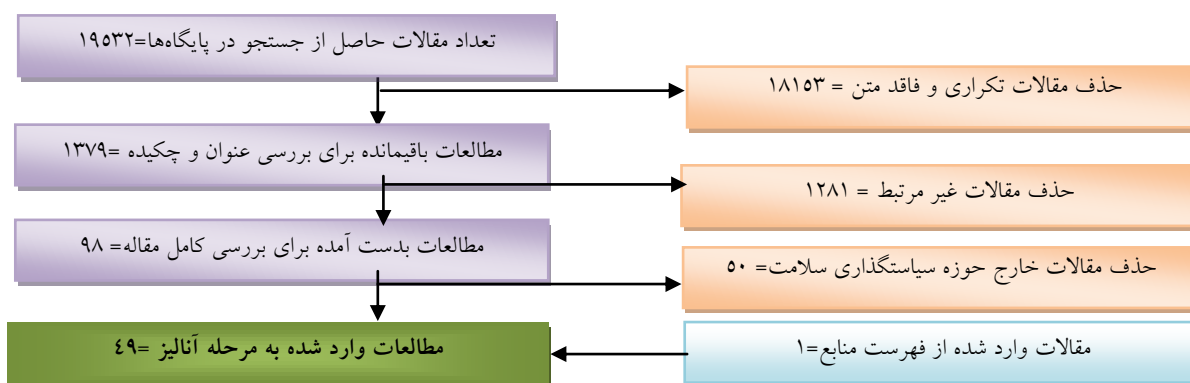 تعداد مقالات حاصل از جستجو در پایگاه‌ها=۱۹۵۳۲
حذف مقالات تکراری و فاقد متن = ۱۸۱۵۳
مطالعات باقیمانده برای بررسی عنوان و چکیده =۱۳۷۹
حذف مقالات غیر مرتبط = ۱۲۸۱
مطالعات بدست آمده برای بررسی کامل مقاله= ۹۸
حذف مقالات خارج حوزه سیاستگذاری سلامت= ۵۰
مطالعات وارد شده به مرحله آنالیز =٤۹
مقالات وارد شده از فهرست منابع=۱